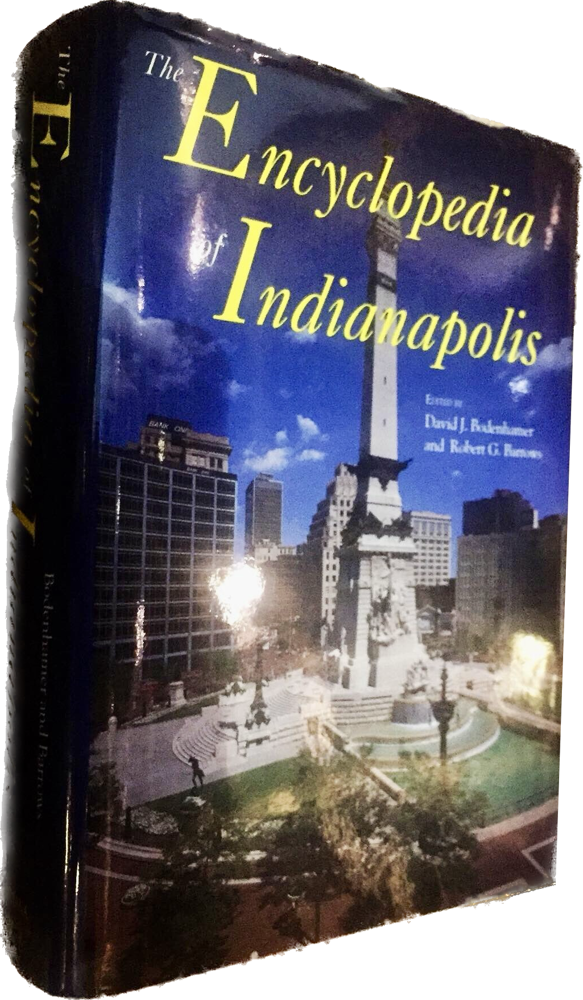 The
Encyclopedia
of
Indianapolis
EDITED BY
David J. Bodenhamer
and Robert G. Barrows
BANK ONE
The Encyclopedia of Indianapolis
Bodenhamer and Barrows